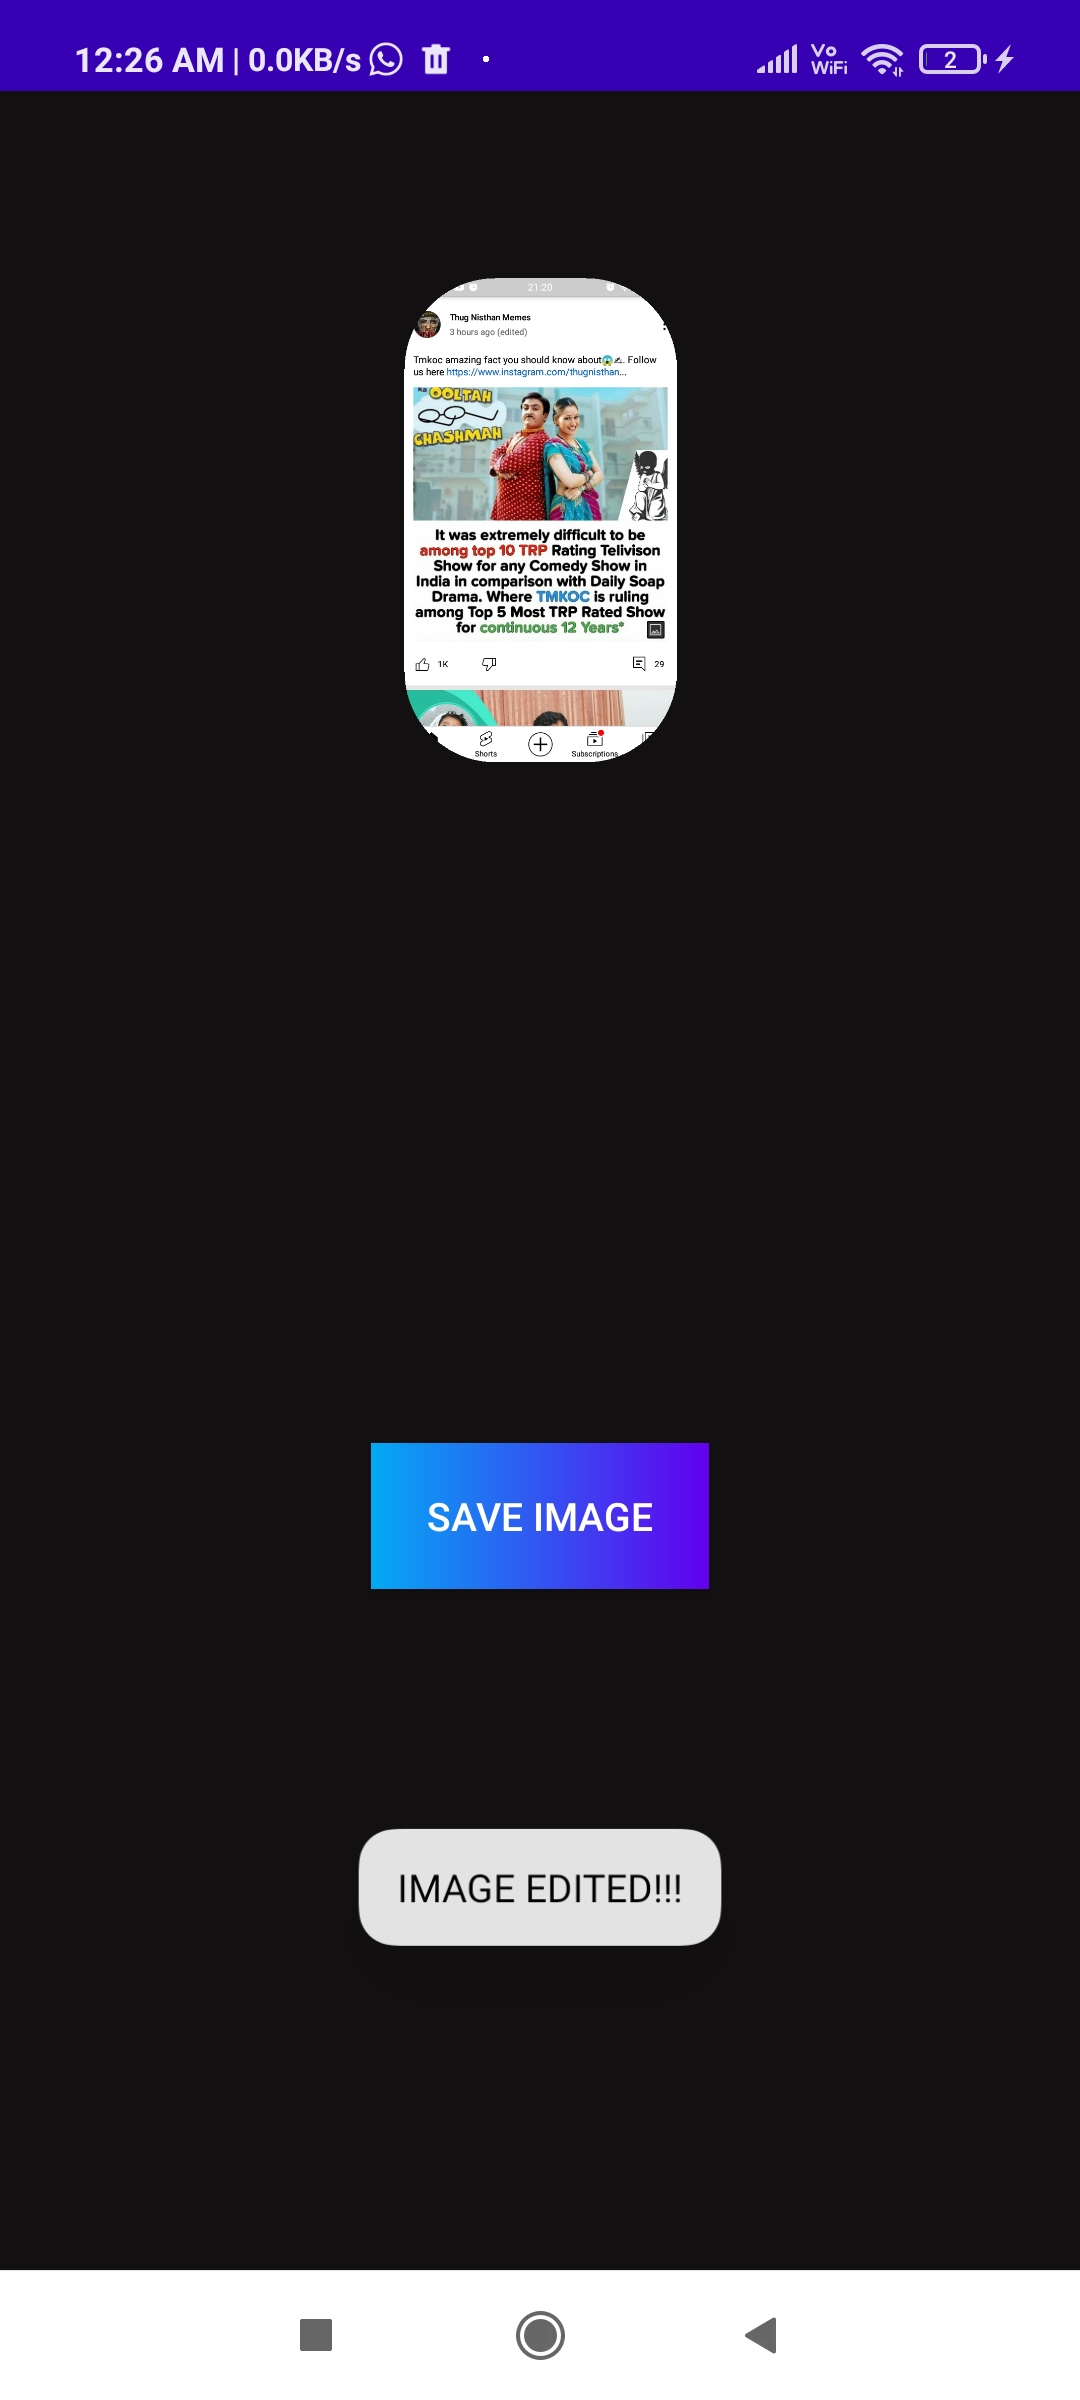 12:26 AM | 0.0KB/s
Vo
WiFi
2
21:20
Thug Nisthan Memes
3 hours ago (edited)
Tmkoc amazing fact you should know about😱✍. Follow
us here https://www.instagram.com/thugnisthan...
OOLTAH
CHASHMAH
It was extremely difficult to be
among top 10 TRP Rating Telivison
Show for any Comedy Show in
India in comparison with Daily Soap
Drama. Where TMKOC is ruling
among Top 5 Most TRP Rated Show
for continuous 12 Years*
1K
29
Shorts
Subscriptions
SAVE IMAGE
IMAGE EDITED!!!